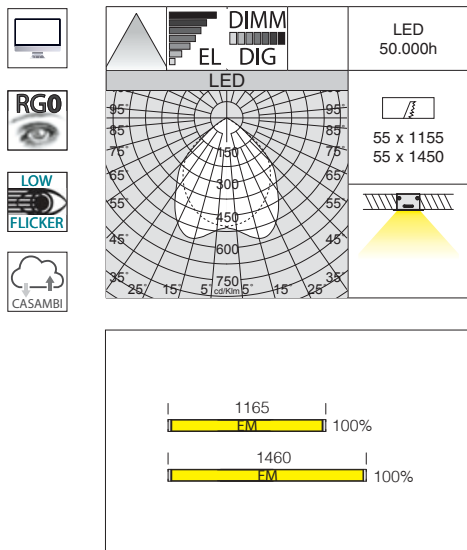 RG0
LOW
FLICKER
CASAMBI
EL
DIMM
DIG
LED
50.000h
LED
95° 95°
85° 85°
75° 75°
65° 65°
55° 55°
45° 45°
35° 35°
25° 15° 5° 5° 15° 25°
150
300
450
600
750
cd/Klm
55 x 1155
55 x 1450
1165
EM
100%
1460
EM
100%